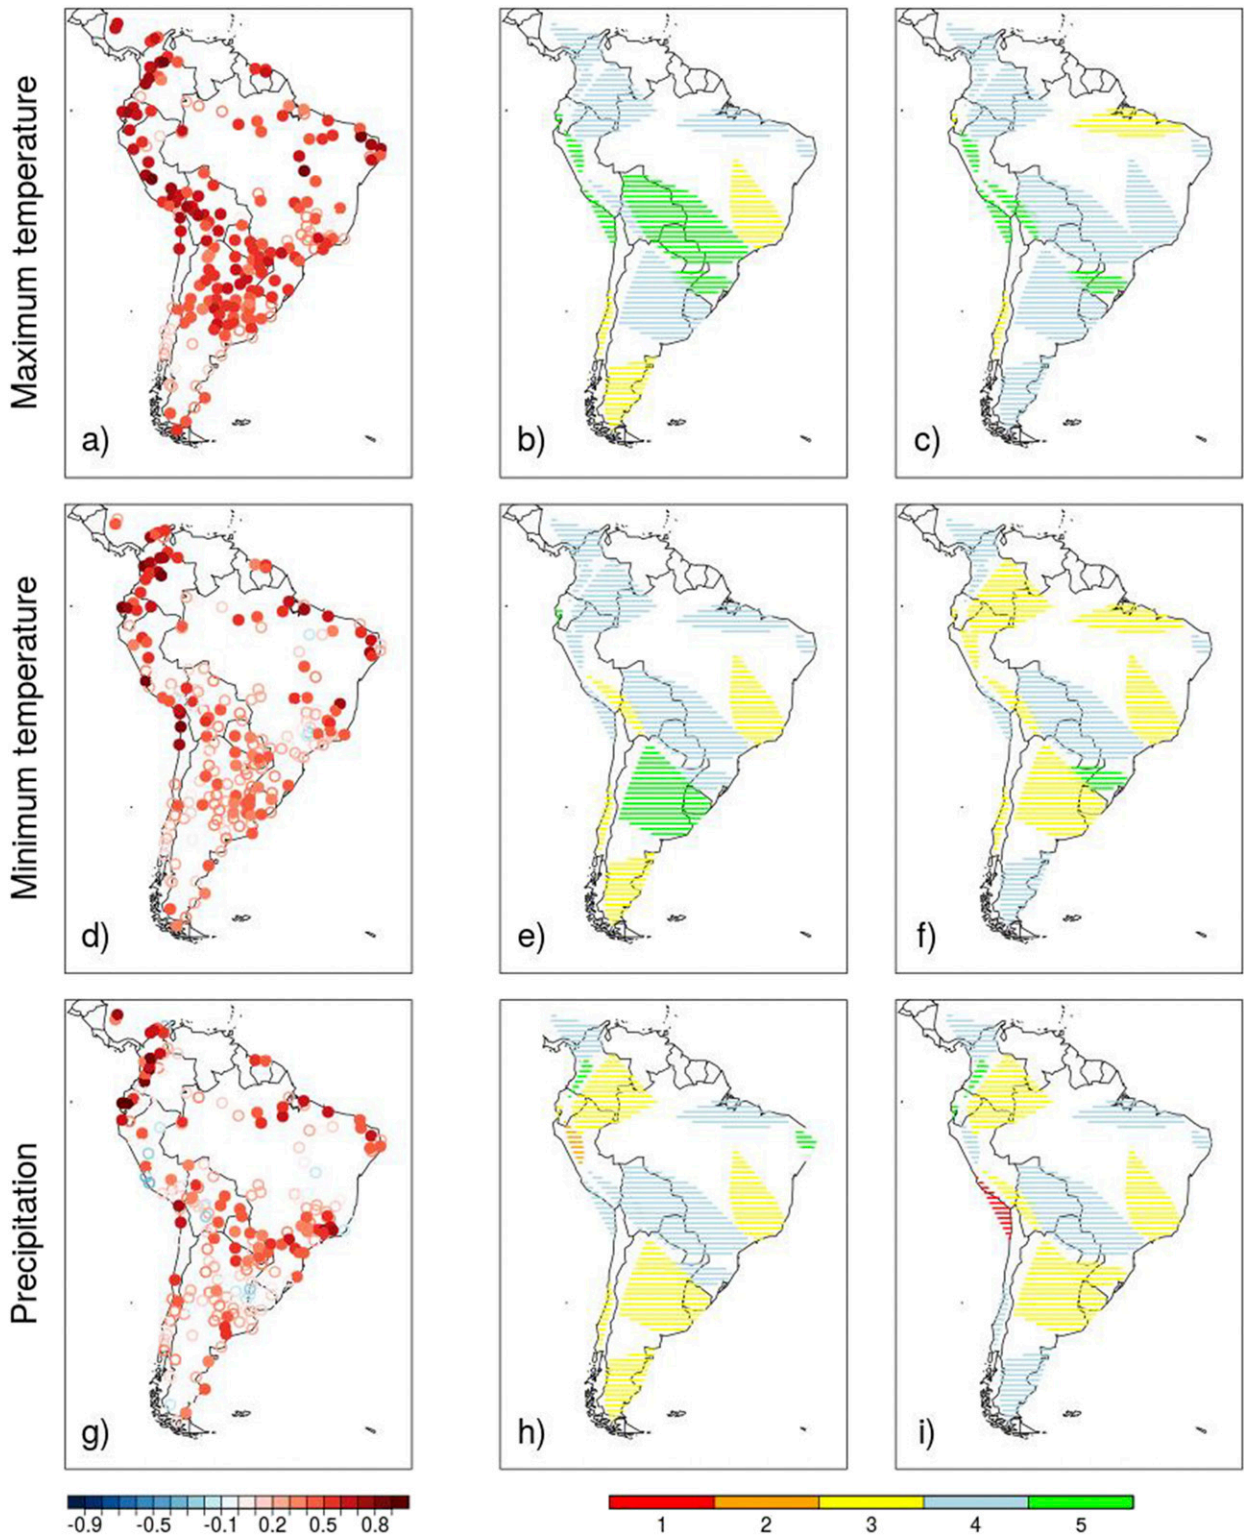 Maximum temperature
a)
b)
c)
Minimum temperature
d)
e)
f)
Precipitation
g)
h)
i)
-0.9 -0.5 -0.1 0.2 0.5 0.8
1 2 3 4 5